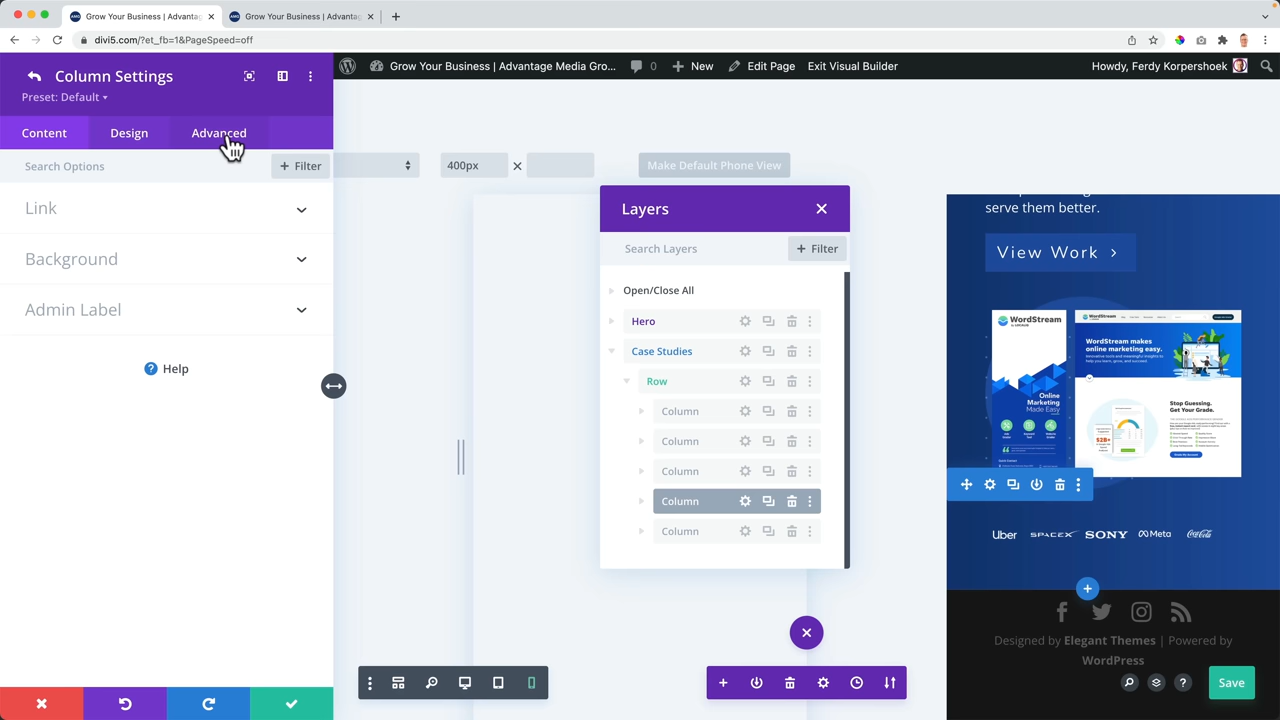 Grow Your Business | Advantag
Grow Your Business | Advantag
divi5.com/?et_fb=1&PageSpeed=off
Column Settings
Preset: Default
Grow Your Business | Advantage Media Gro...
0
New
Edit Page
Exit Visual Builder
Howdy, Ferdy Korpershoek
Content
Design
Advanced
Search Options
+ Filter
400px
Make Default Phone View
Link
Background
Admin Label
Help
Layers
Search Layers
+ Filter
Open/Close All
Hero
Case Studies
Row
Column
Column
Column
Column
Column
serve them better.
View Work
WordStream
Online
Marketing
Made Easy
WordStream
WordStream makes
online marketing easy.
Stop Guessing.
Get Your Grade.
$2B+
Uber
SPACEX
SONY
Meta
Coca-Cola
Designed by Elegant Themes | Powered by
WordPress
Save